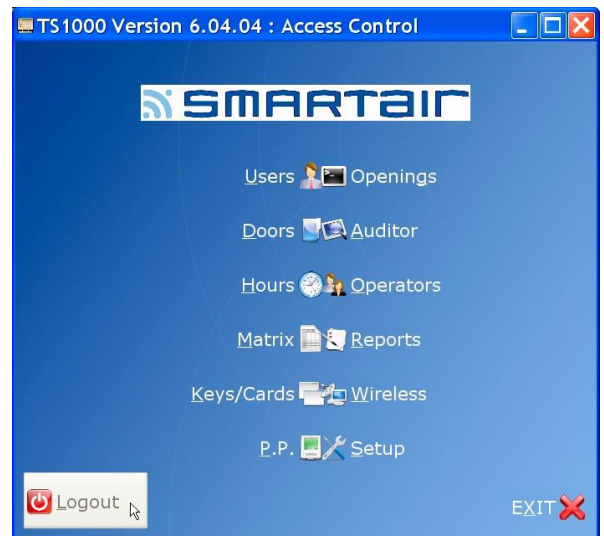 TS1000 Version 6.04.04 : Access Control
SMARTair
Users Openings
Doors Auditor
Hours Operators
Matrix Reports
Keys/Cards Wireless
P.P. Setup
Logout
EXIT